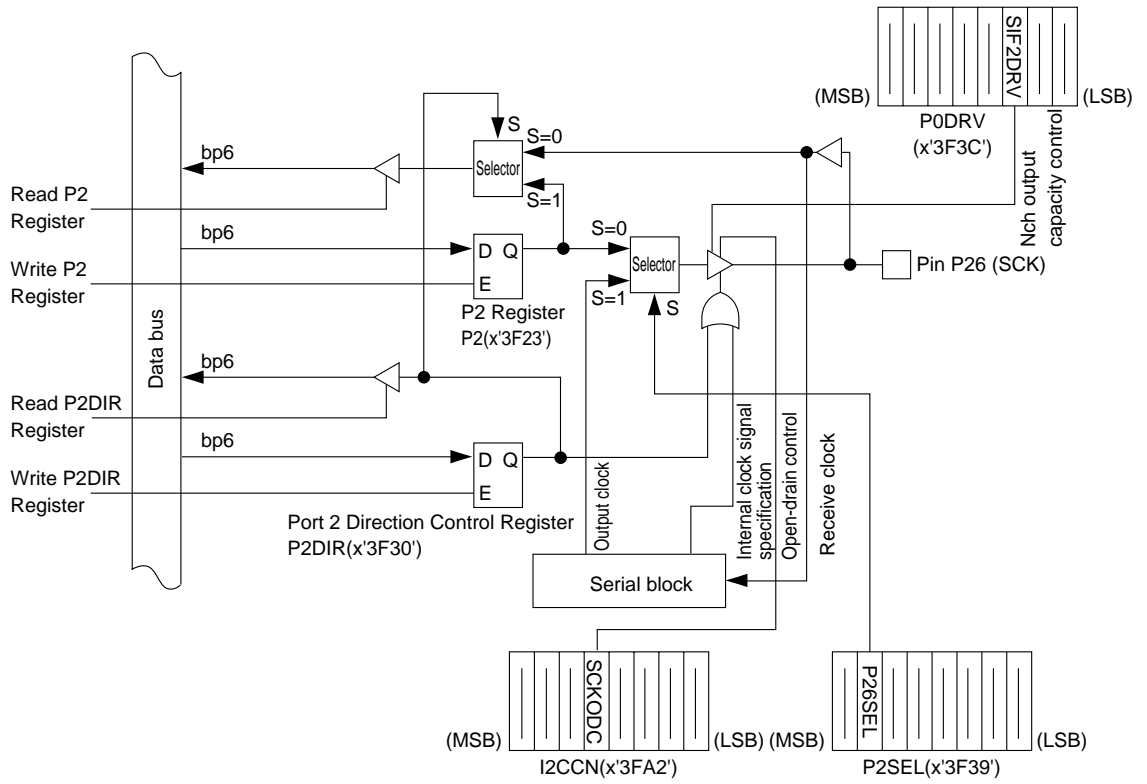 SIF2DRV
(MSB)
(LSB)
P0DRV
(x'3F3C')
Nch output
capacity control
S
S=0
bp6
Selector
Read P2
Register
S=1
bp6
S=0
D Q
Selector
Pin P26 (SCK)
Write P2
Register
E
S=1
S
P2 Register
P2(x'3F23')
Data bus
bp6
Read P2DIR
Register
bp6
D Q
Write P2DIR
Register
E
Port 2 Direction Control Register
P2DIR(x'3F30')
Output clock
Internal clock signal
specification
Open-drain control
Receive clock
Serial block
SCKODC
P26SEL
(MSB)
(LSB)
(MSB)
(LSB)
I2CCN(x'3FA2')
P2SEL(x'3F39')